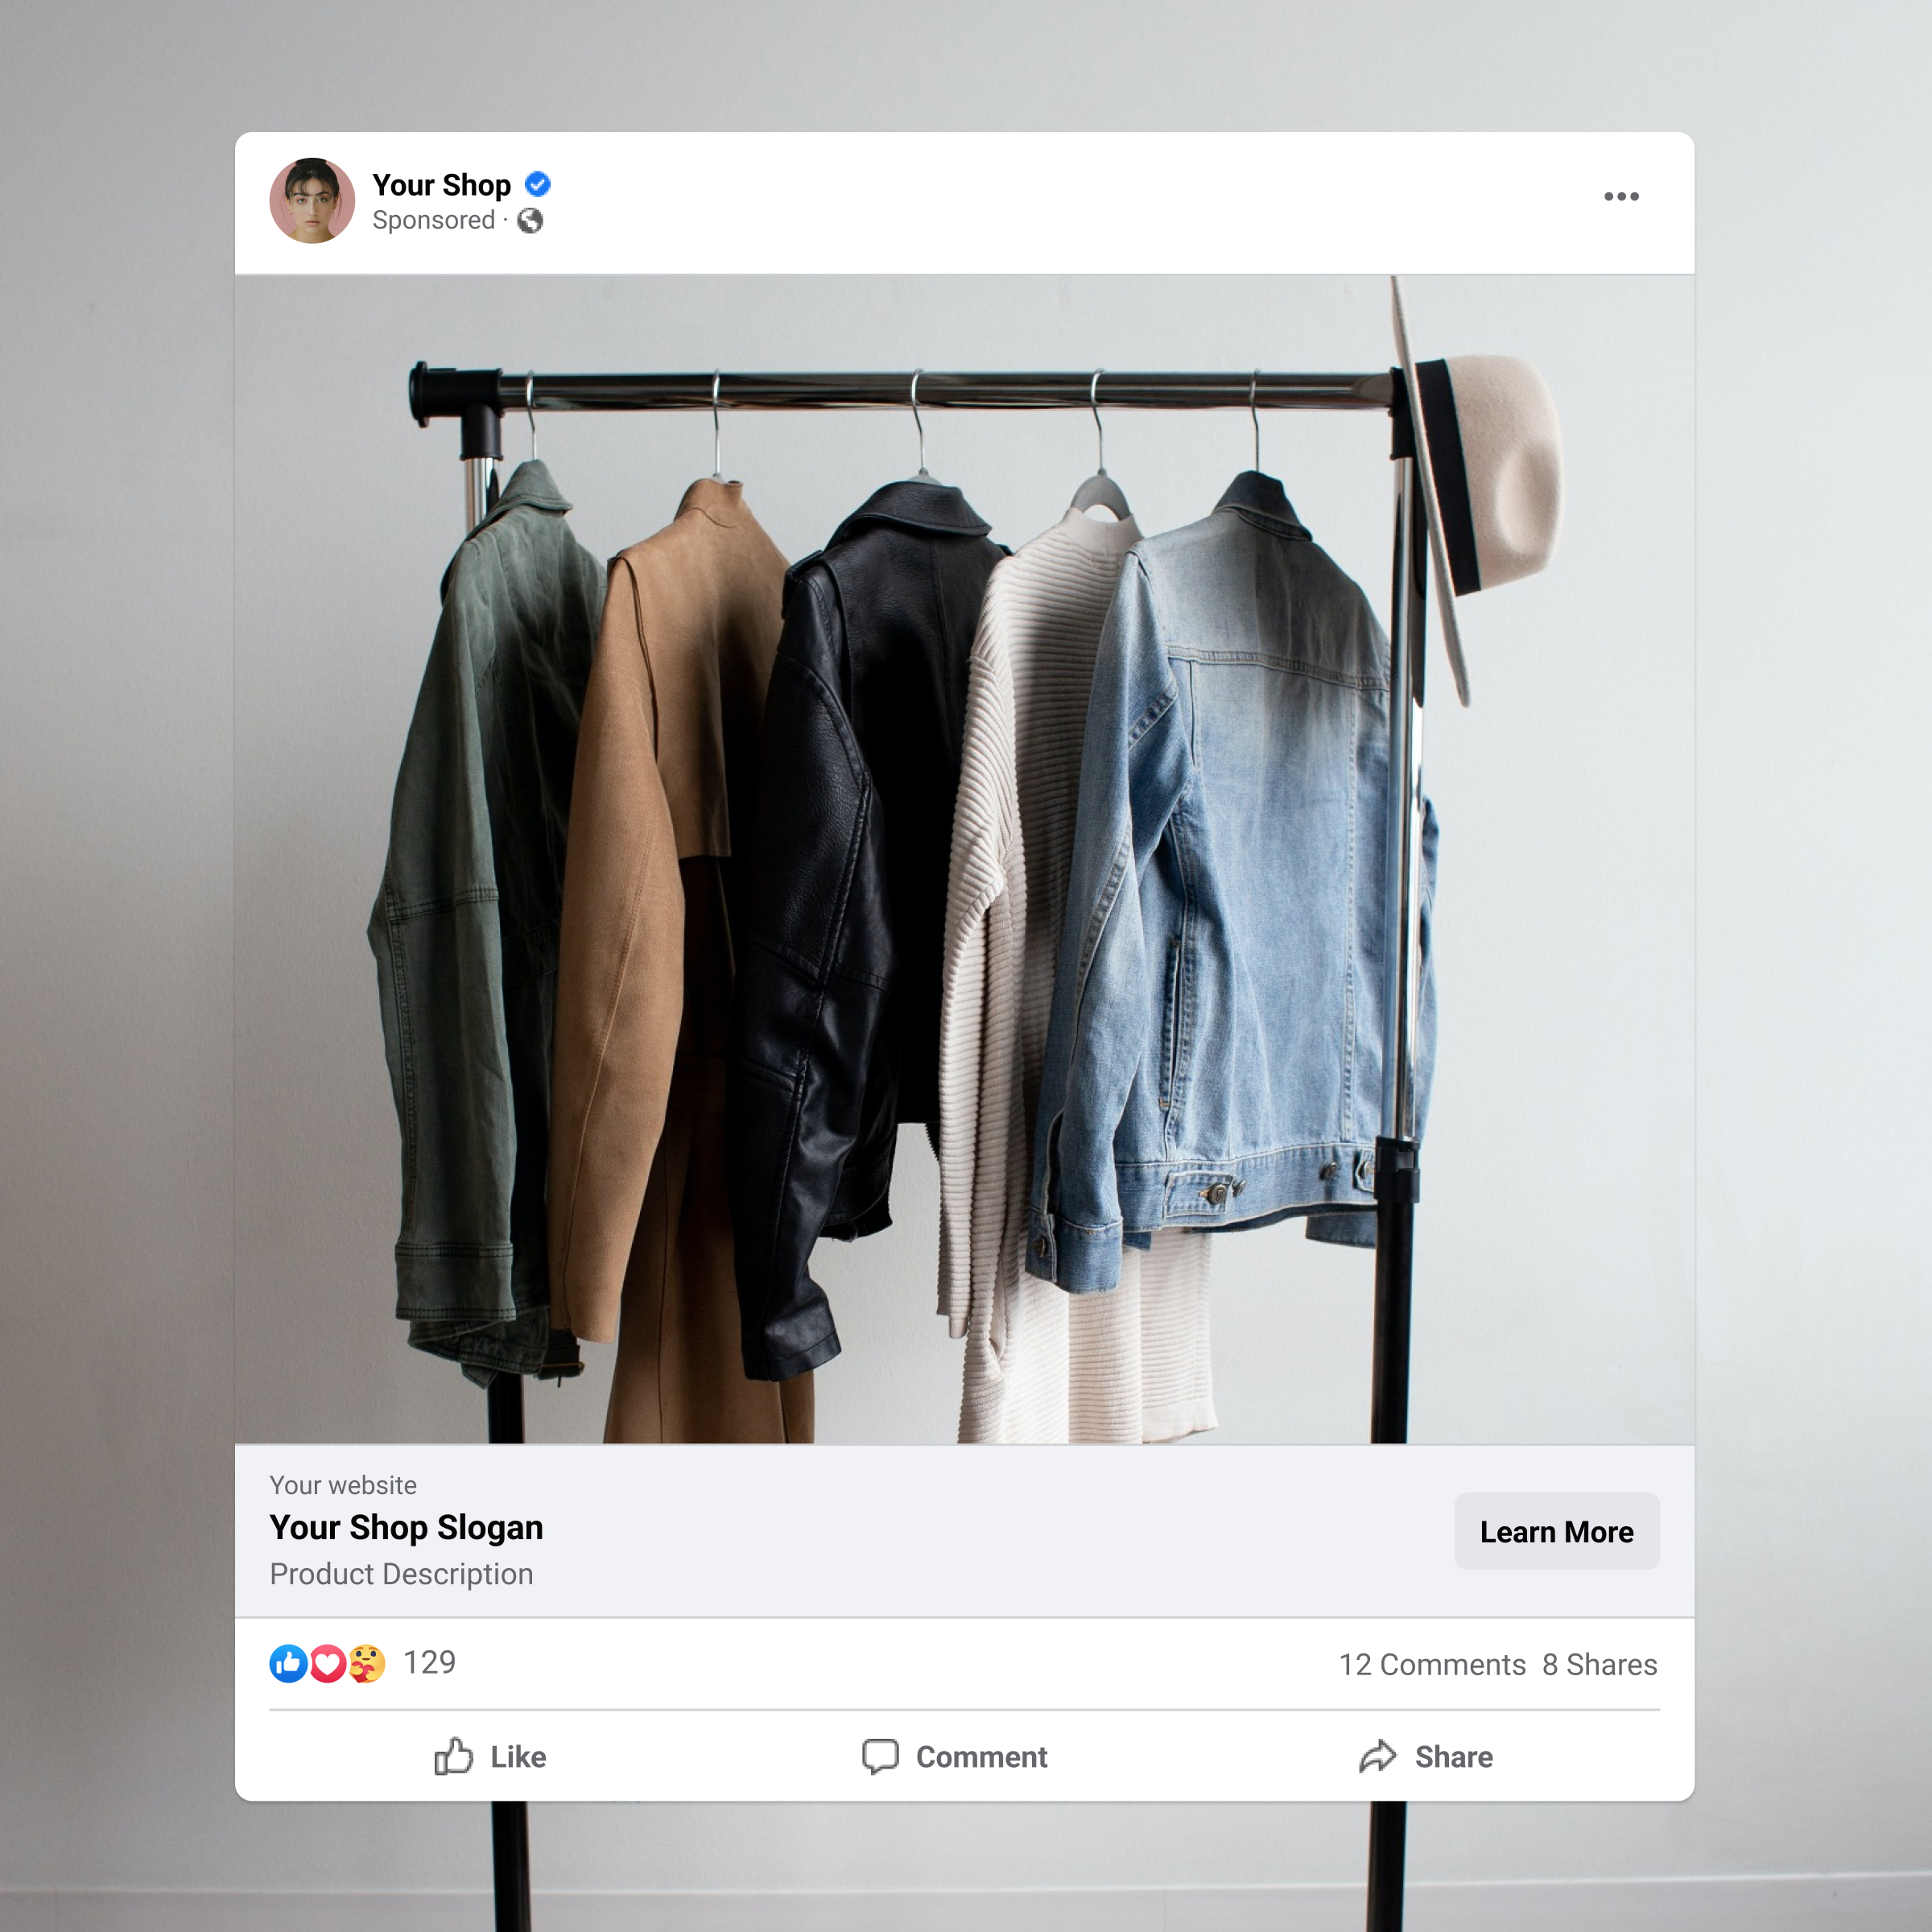 Your Shop
Sponsored ·
Your website
Your Shop Slogan
Product Description
Learn More
129
12 Comments 8 Shares
Like
Comment
Share